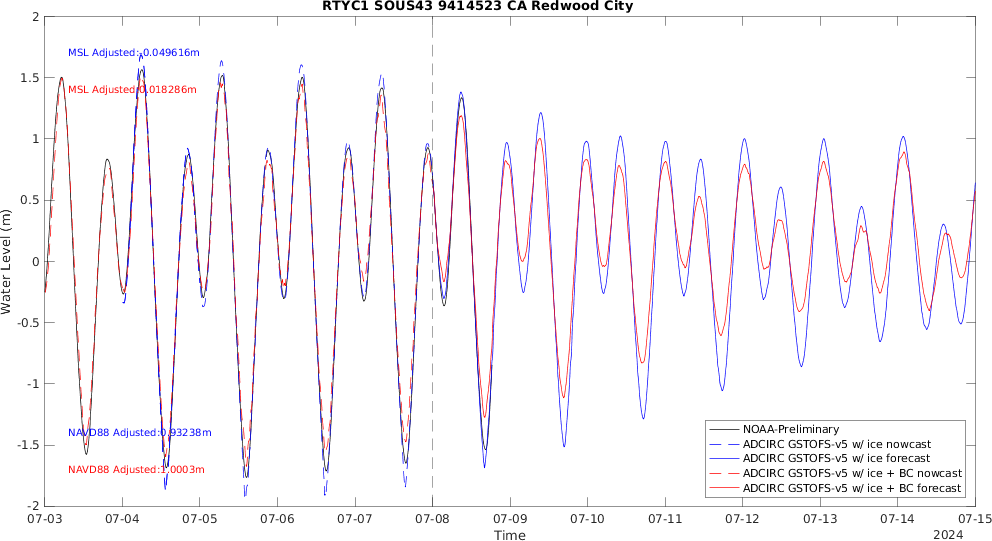 RTYC1 SOUS43 9414523 CA Redwood City
MSL Adjusted:-0.049616m
MSL Adjusted:0.018286m
NAVD88 Adjusted:0.93238m
NAVD88 Adjusted:1.0003m
Water Level (m)
2
1.5
1
0.5
0
-0.5
-1
-1.5
-2
NOAA-Preliminary
ADCIRC GSTOFS-v5 w/ ice nowcast
ADCIRC GSTOFS-v5 w/ ice forecast
ADCIRC GSTOFS-v5 w/ ice + BC nowcast
ADCIRC GSTOFS-v5 w/ ice + BC forecast
07-03 07-04 07-05 07-06 07-07 07-08 07-09 07-10 07-11 07-12 07-13 07-14 07-15
Time
2024